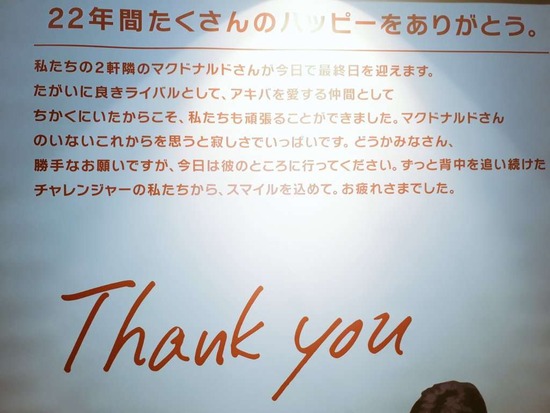 22年間たくさんのハッピーをありがとう。
私たちの2軒隣のマクドナルドさんが今日で最終日を迎えます。
たがいに良きライバルとして、アキバを愛する仲間として
ちかくにいたからこそ、私たちも頑張ることができました。マクドナルドさん
のいないこれからを思うと寂しさでいっぱいです。どうかみなさん、
勝手なお願いですが、今日は彼のところに行ってください。ずっと背中を追い続けた
チャレンジャーの私たちから、スマイルを込めて。お疲れさまでした。
Thank you